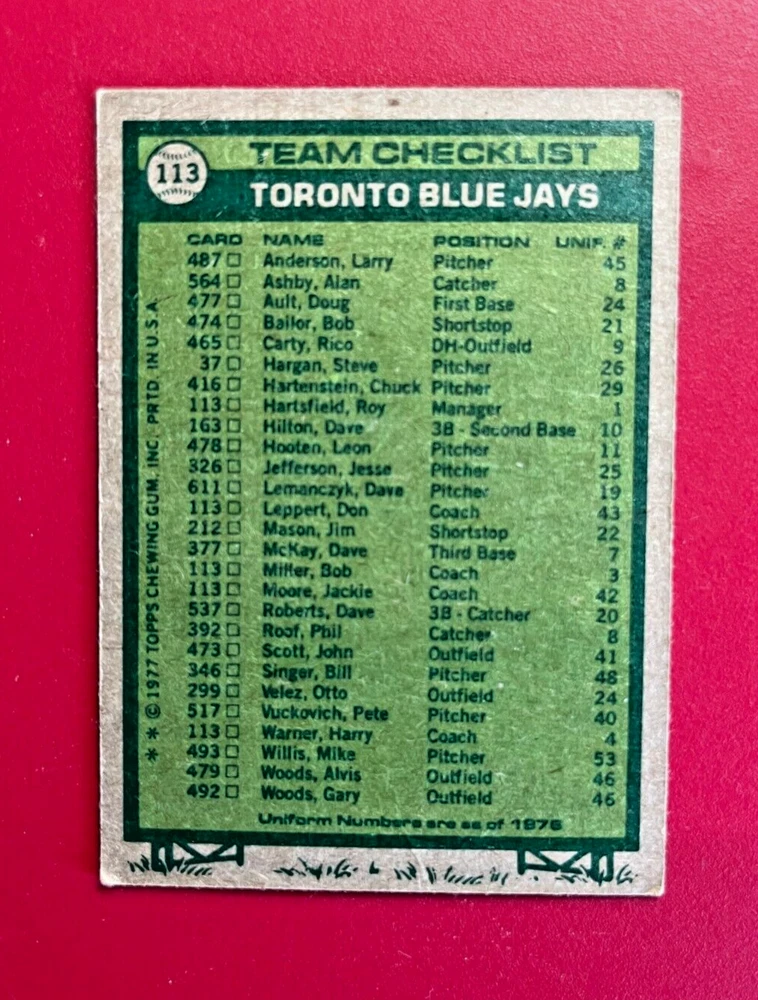 113
TEAM CHECKLIST
TORONTO BLUE JAYS
CARD NAME POSITION UNIF. #
487 Anderson, Larry Pitcher 45
564 Ashby, Alan Catcher 8
477 Ault, Doug First Base 24
474 Bailor, Bob Shortstop 21
465 Carty, Rico DH-Outfield 9
37 Hargan, Steve Pitcher 26
416 Hartenstein, Chuck Pitcher 29
113 Hartsfield, Roy Manager 1
163 Hilton, Dave 3B - Second Base 10
478 Hooten, Leon Pitcher 11
326 Jefferson, Jesse Pitcher 25
611 Lemanczyk, Dave Pitcher 19
113 Leppert, Don Coach 43
212 Mason, Jim Shortstop 22
377 McKay, Dave Third Base 7
113 Miller, Bob Coach 3
113 Moore, Jackie Coach 42
537 Roberts, Dave 3B - Catcher 20
392 Roof, Phil Catcher 8
473 Scott, John Outfield 41
346 Singer, Bill Pitcher 48
299 Velez, Otto Outfield 24
517 Vuckovich, Pete Pitcher 40
113 Warner, Harry Coach 4
493 Willis, Mike Pitcher 53
479 Woods, Alvis Outfield 46
492 Woods, Gary Outfield 46
Uniform Numbers are as of 1976
* * © 1977 TOPPS CHEWING GUM, INC. PRTD. IN U.S.A.